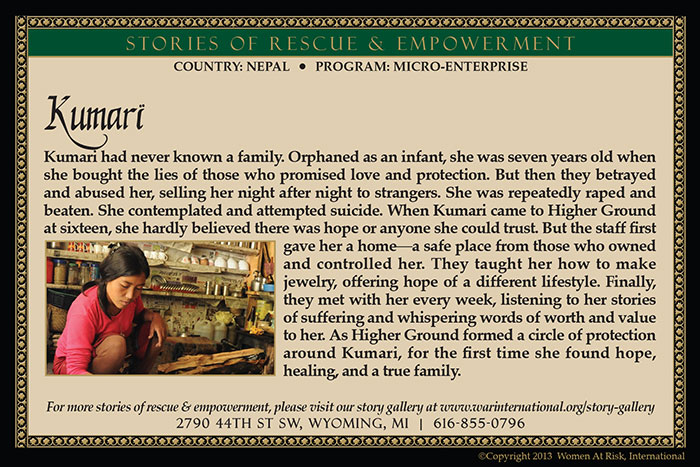 STORIES OF RESCUE & EMPOWERMENT
COUNTRY: NEPAL • PROGRAM: MICRO-ENTERPRISE
Kumari
Kumari had never known a family. Orphaned as an infant, she was seven years old when
she bought the lies of those who promised love and protection. But then they betrayed
and abused her, selling her night after night to strangers. She was repeatedly raped and
beaten. She contemplated and attempted suicide. When Kumari came to Higher Ground
at sixteen, she hardly believed there was hope or anyone she could trust. But the staff first
gave her a home—a safe place from those who owned
and controlled her. They taught her how to make
jewelry, offering hope of a different lifestyle. Finally,
they met with her every week, listening to her stories
of suffering and whispering words of worth and value
to her. As Higher Ground formed a circle of protection
around Kumari, for the first time she found hope,
healing, and a true family.
For more stories of rescue & empowerment, please visit our story gallery at www.warinternational.org/story-gallery
2790 44TH ST SW, WYOMING, MI | 616-855-0796
©Copyright 2013 Women At Risk, International